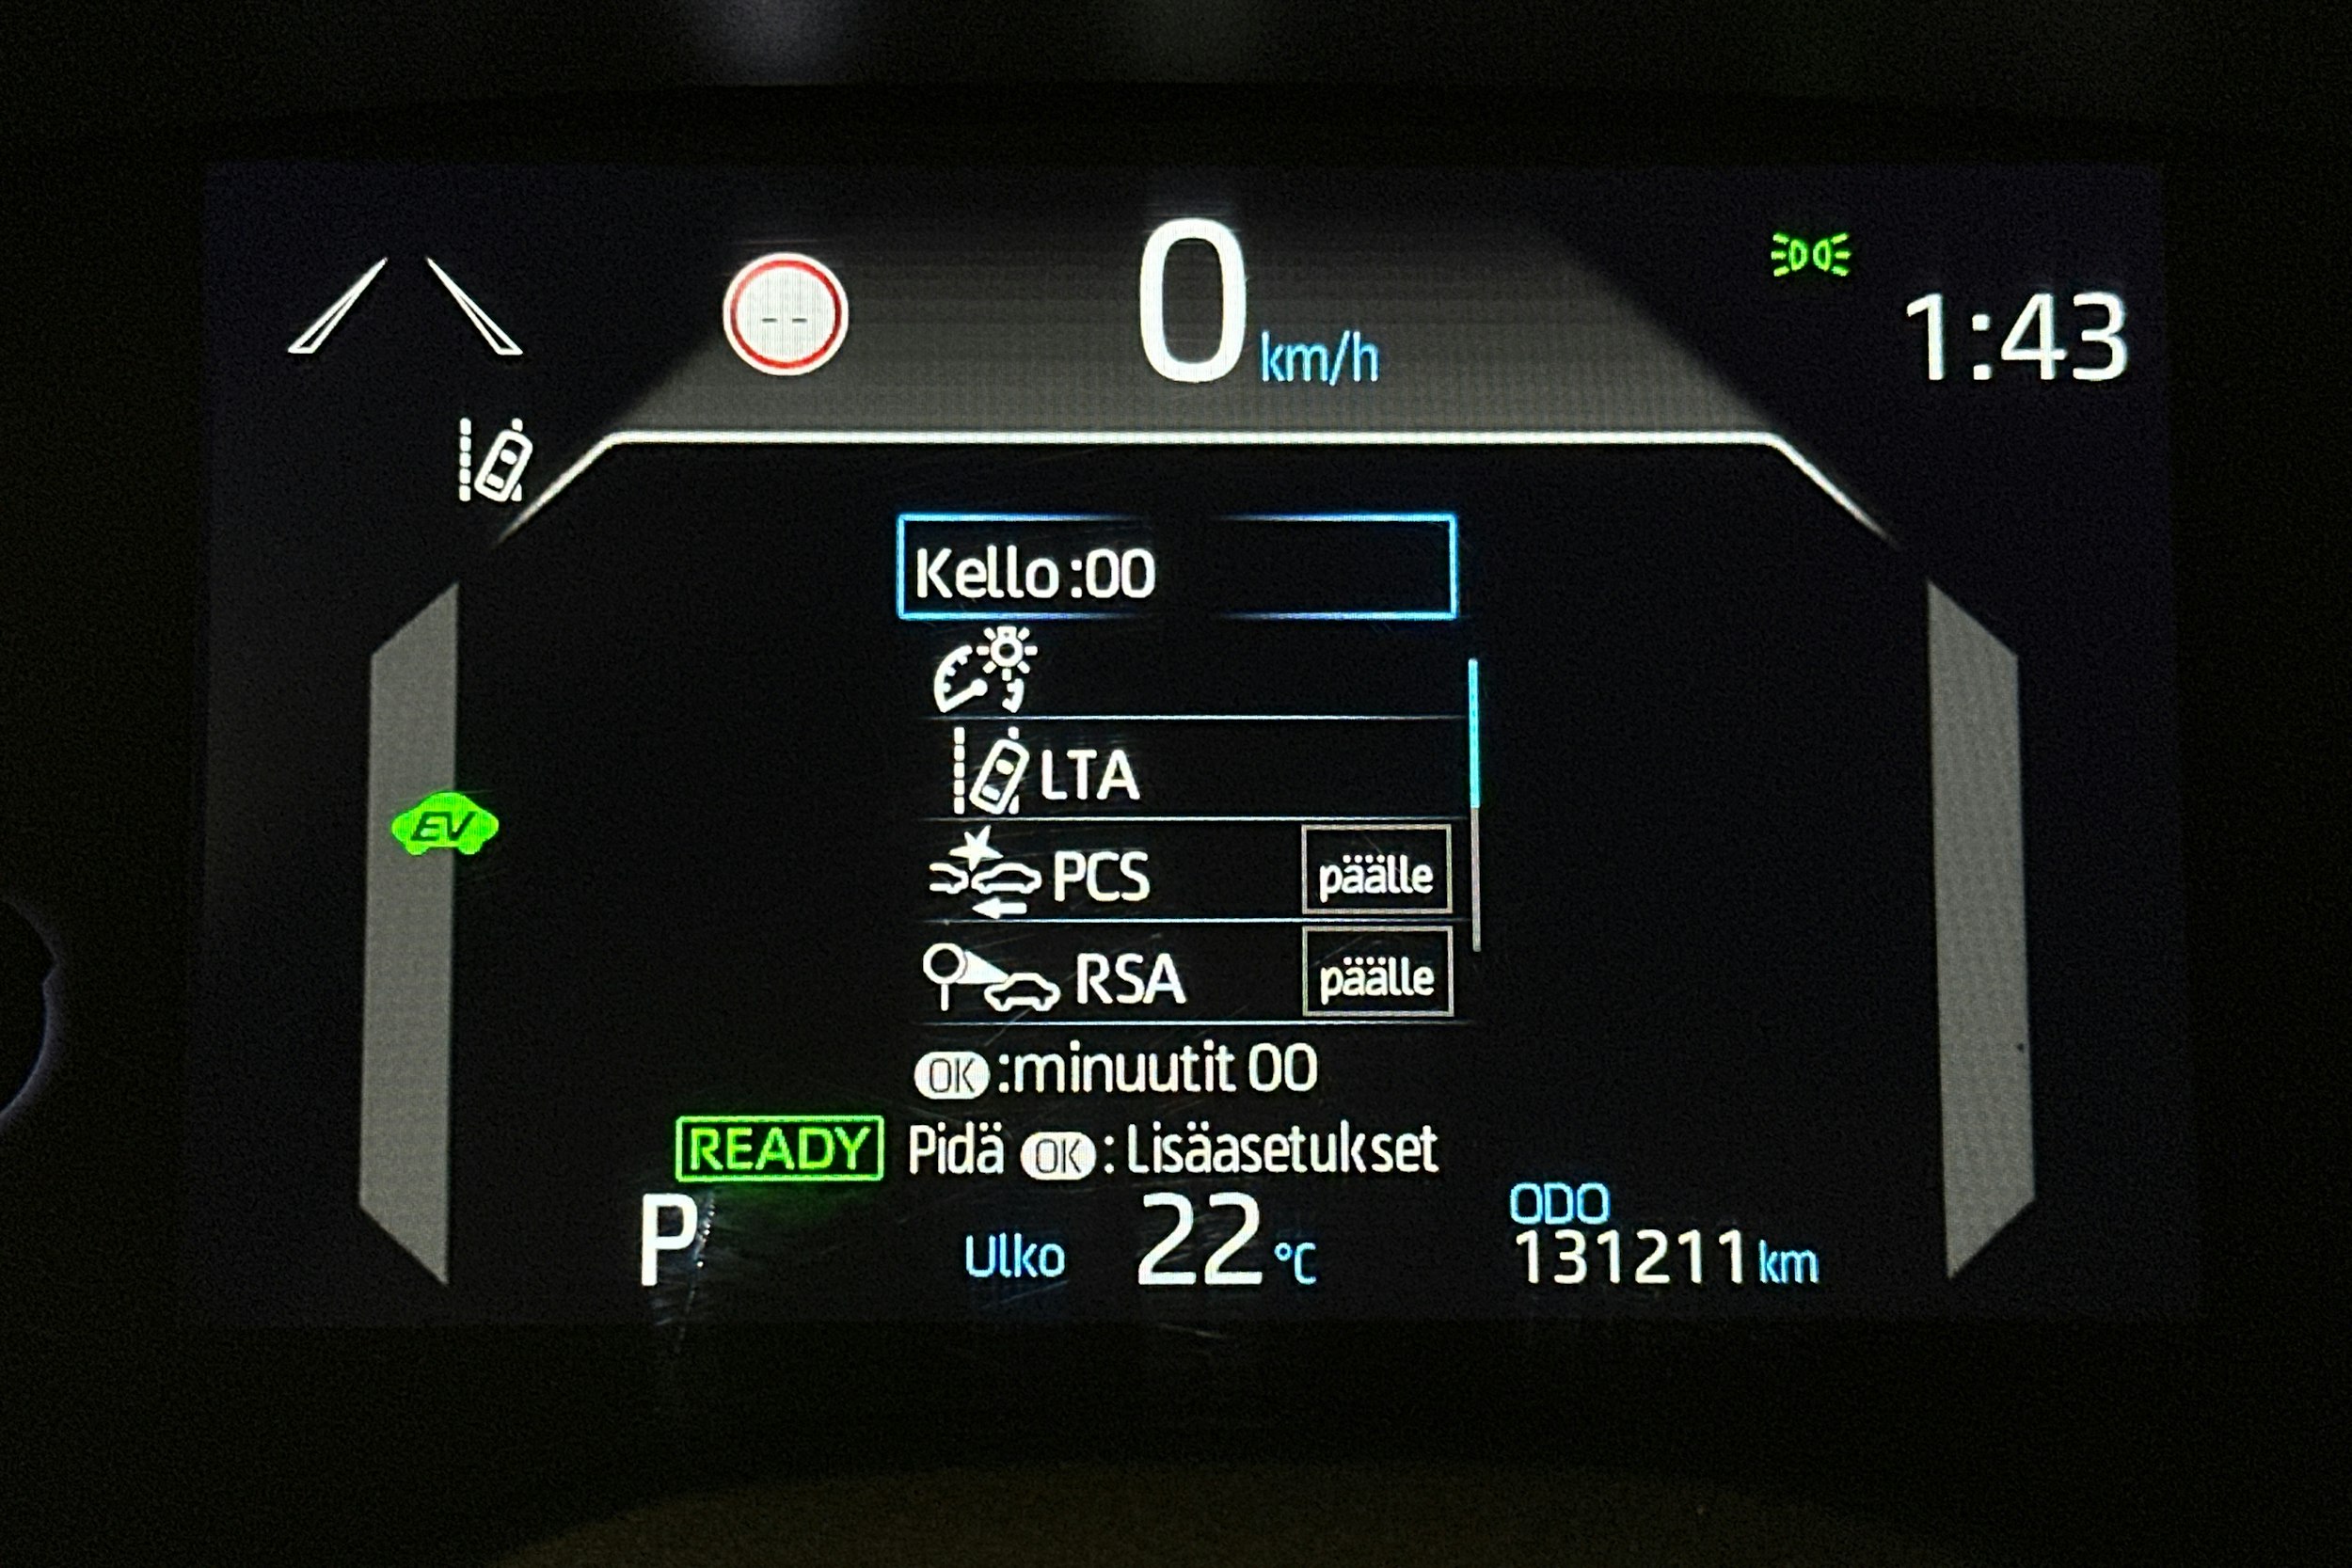 0 km/h
1:43
--
Kello :00
LTA
EV
PCS päälle
RSA päälle
OK :minuutit 00
READY Pidä OK : Lisäasetukset
P Ulko 22 °C
ODO
131211 km